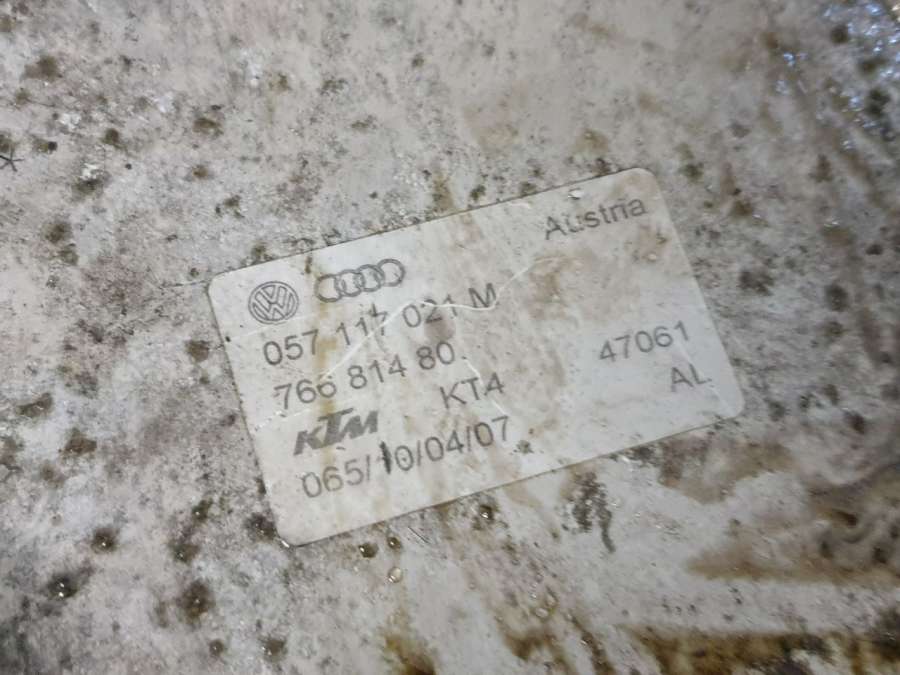 Austria
057 117 021 M
766 814 80 47061
KTM KT4 AL
065/10/04/07